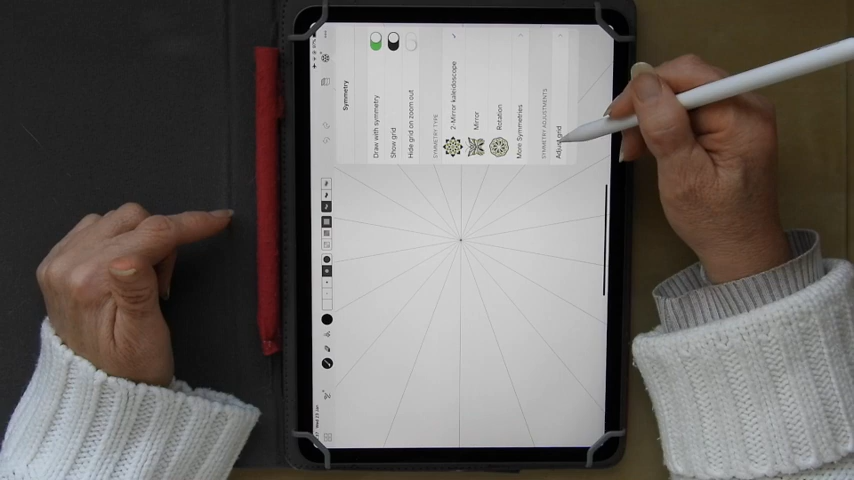 Symmetry
Draw with symmetry
Show grid
Hide grid on zoom out
SYMMETRY TYPE
2-Mirror kaleidoscope
Mirror
Rotation
More Symmetries
SYMMETRY ADJUSTMENTS
Adjust grid